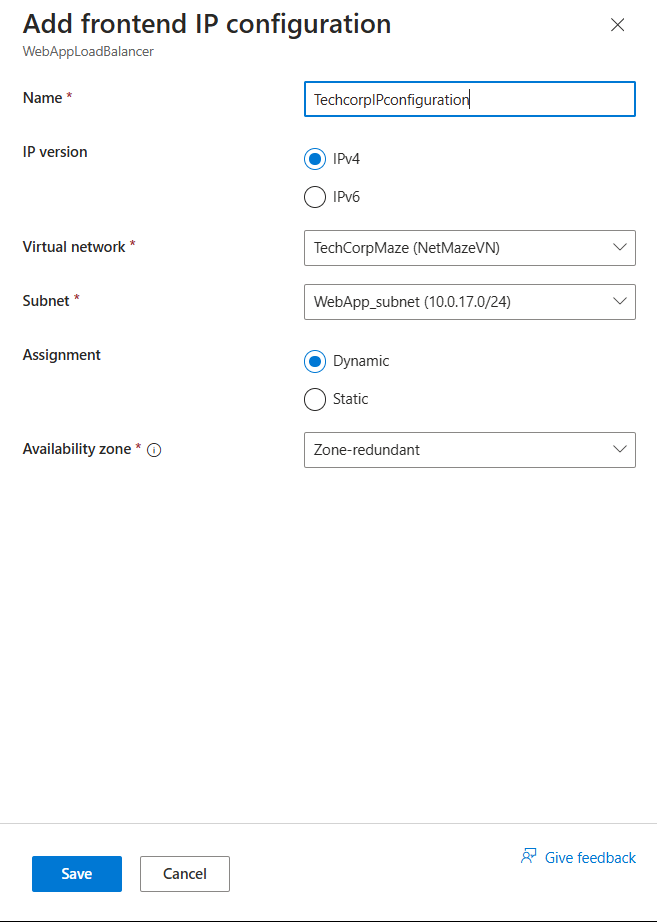 Add frontend IP configuration
WebAppLoadBalancer
Name *
TechcorpIPconfiguration
IP version
IPv4
IPv6
Virtual network *
TechCorpMaze (NetMazeVN)
Subnet *
WebApp_subnet (10.0.17.0/24)
Assignment
Dynamic
Static
Availability zone *
Zone-redundant
Give feedback
Save
Cancel